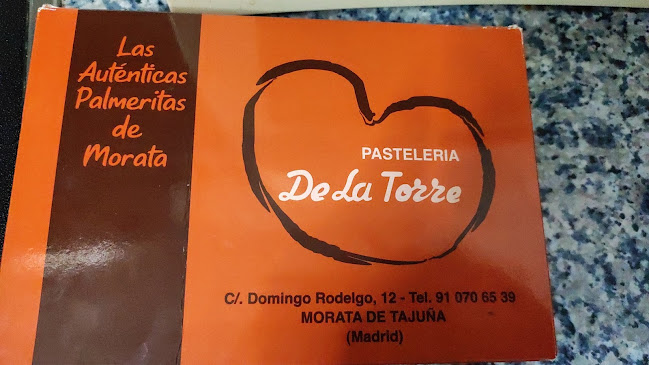 Las
Auténticas
Palmeritas
de
Morata
PASTELERIA
De La Torre
C/. Domingo Rodelgo, 12 - Tel. 91 070 65 39
MORATA DE TAJUÑA
(Madrid)